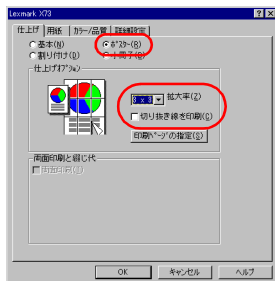 Lexmark X73
仕上げ 用紙 カラー/品質 詳細設定
基本(N) ポスター(R)
割り付け(U) 小冊子(B)
仕上げオプション
3 x 3 拡大率(Z)
切り抜き線を印刷(C)
印刷ページの指定(S)
両面印刷と綴じ代
両面印刷(I)
OK キャンセル ヘルプ